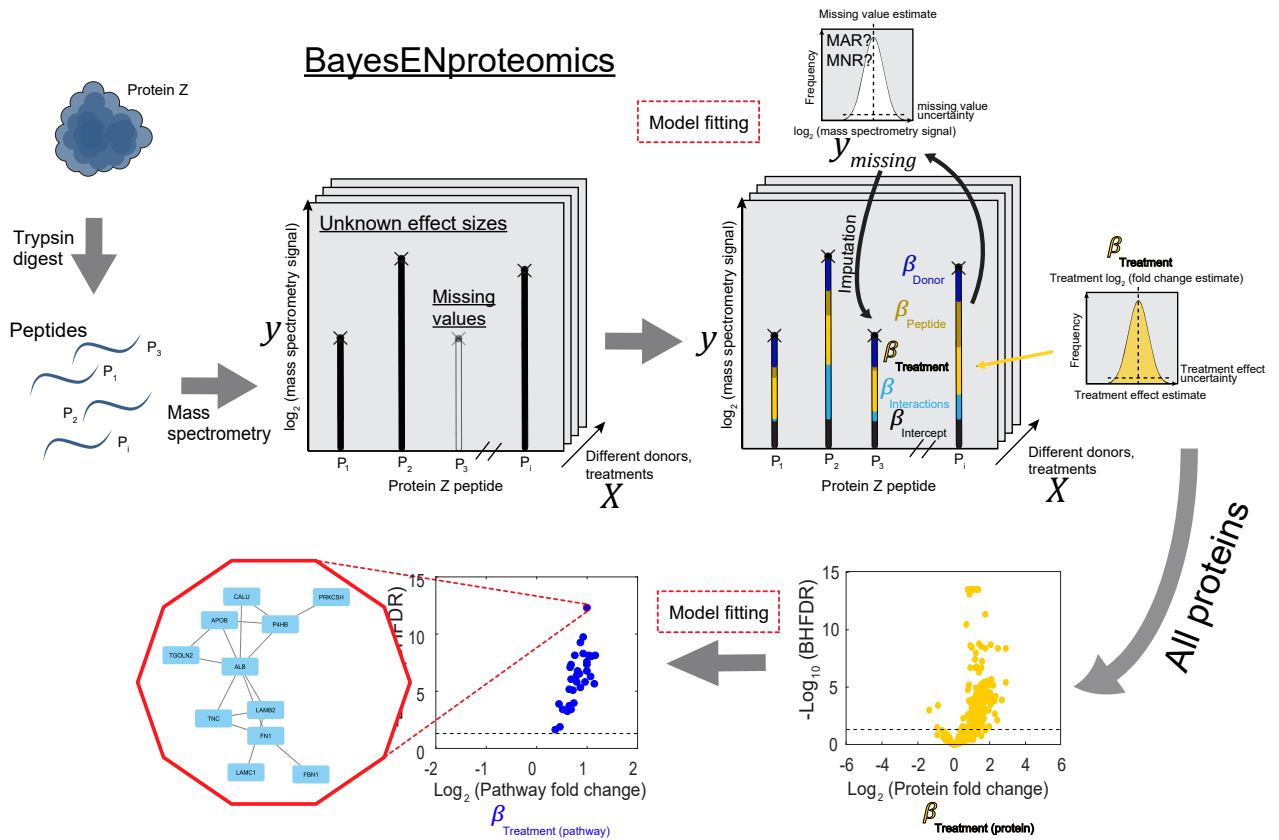 BayesENproteomics
Protein Z
Trypsin
digest
Peptides
P3
P1
P2
Pi
Mass
spectrometry
Unknown effect sizes
Missing
values
y
log2 (mass spectrometry signal)
P1
P2
P3
Pi
Protein Z peptide
Different donors,
treatments
X
Model fitting
Missing value estimate
MAR?
MNR?
Frequency
missing value
uncertainty
log2 (mass spectrometry signal)
ymissing
Imputation
y
log2 (mass spectrometry signal)
βDonor
βPeptide
βTreatment
βInteractions
βIntercept
P1
P2
P3
Pi
Protein Z peptide
Different donors,
treatments
X
βTreatment
Treatment log2 (fold change estimate)
Frequency
Treatment effect
uncertainty
Treatment effect estimate
All proteins
15
10
5
0
-Log10 (BHFDR)
-6 -4 -2 0 2 4 6
Log2 (Protein fold change)
βTreatment (protein)
Model fitting
15
10
5
0
HFDR)
-2 -1 0 1 2
Log2 (Pathway fold change)
βTreatment (pathway)
CALU
PRKCSH
APOB
P4HB
TGOLN2
ALB
LAMB2
TNC
FN1
LAMC1
FBN1